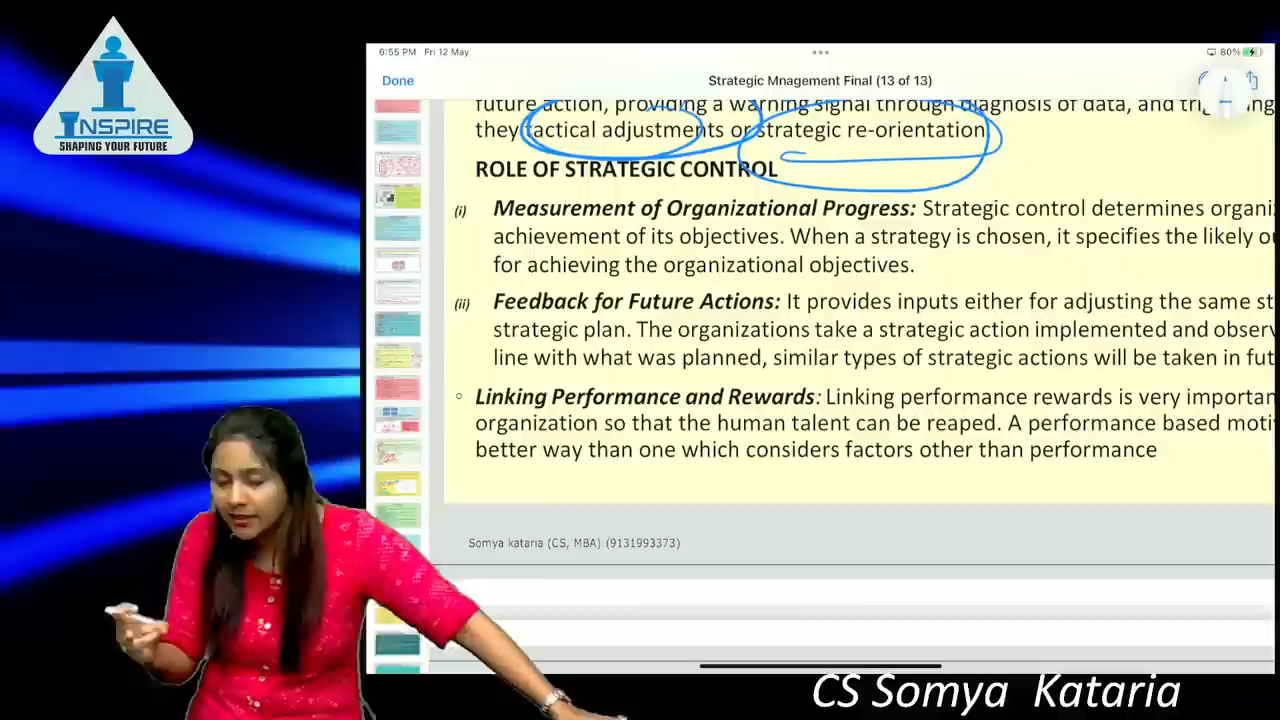 INSPIRE
SHAPING YOUR FUTURE
6:55 PM Fri 12 May
80%
Done
Strategic Mnagement Final (13 of 13)
future action, providing a warning signal through diagnosis of data, and
they tactical adjustments or strategic re-orientation
ROLE OF STRATEGIC CONTROL
(i) Measurement of Organizational Progress: Strategic control determines
achievement of its objectives. When a strategy is chosen, it specifies the likely
for achieving the organizational objectives.
(ii) Feedback for Future Actions: It provides inputs either for adjusting the same
strategic plan. The organizations take a strategic action implemented and
line with what was planned, similar types of strategic actions will be taken in
Linking Performance and Rewards: Linking performance rewards is very
organization so that the human talent can be reaped. A performance based
better way than one which considers factors other than performance
Somya kataria (CS, MBA) (9131993373)
CS Somya Kataria